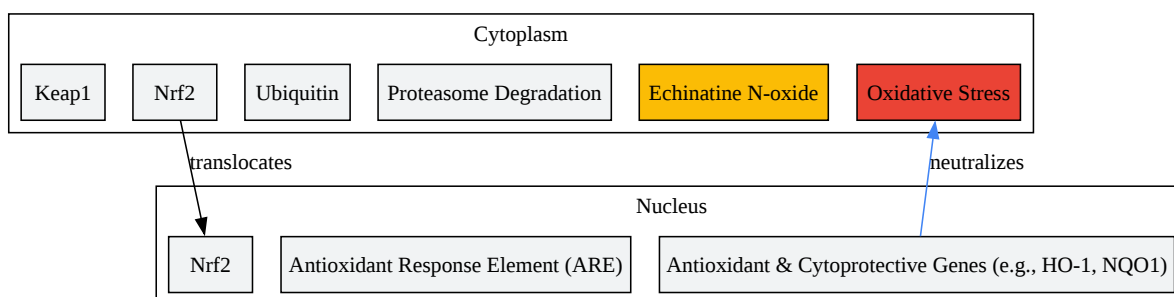 Cytoplasm
Keap1
Nrf2
Ubiquitin
Proteasome Degradation
Echinatine N-oxide
Oxidative Stress
translocates
neutralizes
Nucleus
Nrf2
Antioxidant Response Element (ARE)
Antioxidant & Cytoprotective Genes (e.g., HO-1, NQO1)